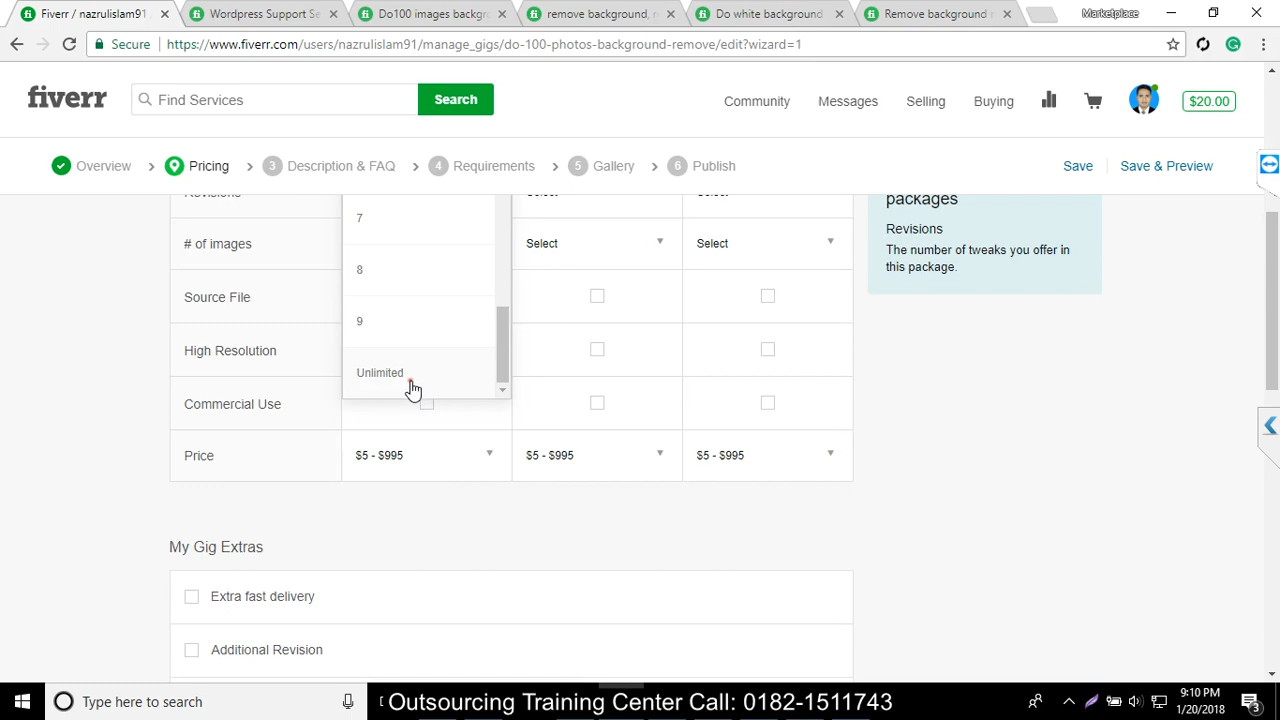 Fiverr / nazrulislam91
Wordpress Support Se
Do100 images backgr
remove background, r
Do white background
Remove background
Marketplace
Secure
https://www.fiverr.com/users/nazrulislam91/manage_gigs/do-100-photos-background-remove/edit?wizard=1
fiverr
Find Services
Search
Community
Messages
Selling
Buying
$20.00
Overview
Pricing
3 Description & FAQ
4 Requirements
5 Gallery
6 Publish
Save
Save & Preview
Revisions
7
Select
Select
packages
Revisions
The number of tweaks you offer in
this package.
# of images
Select
Select
8
Source File
9
High Resolution
Unlimited
Commercial Use
Price
$5 - $995
$5 - $995
$5 - $995
My Gig Extras
Extra fast delivery
Additional Revision
Type here to search
Outsourcing Training Center Call: 0182-1511743
9:10 PM
1/20/2018
3